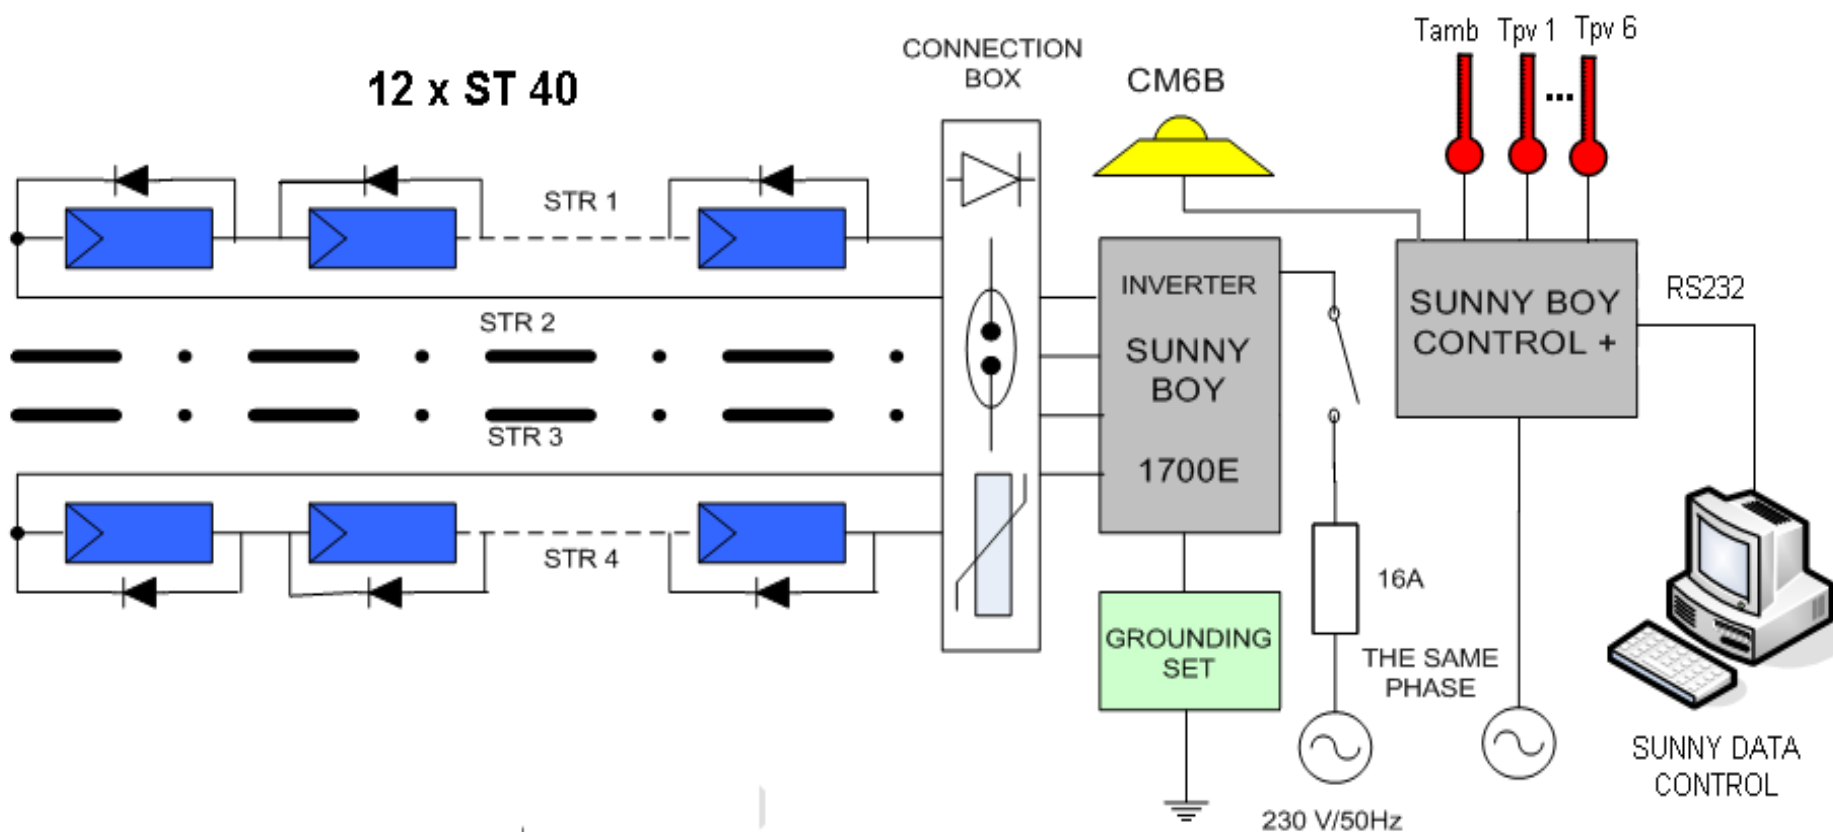 12 x ST 40
CONNECTION
BOX
CM6B
Tamb
Tpv 1
...
Tpv 6
STR 1
STR 2
STR 3
STR 4
INVERTER
SUNNY
BOY
1700E
SUNNY BOY
CONTROL +
RS232
16A
GROUNDING
SET
THE SAME
PHASE
230 V/50Hz
SUNNY DATA
CONTROL